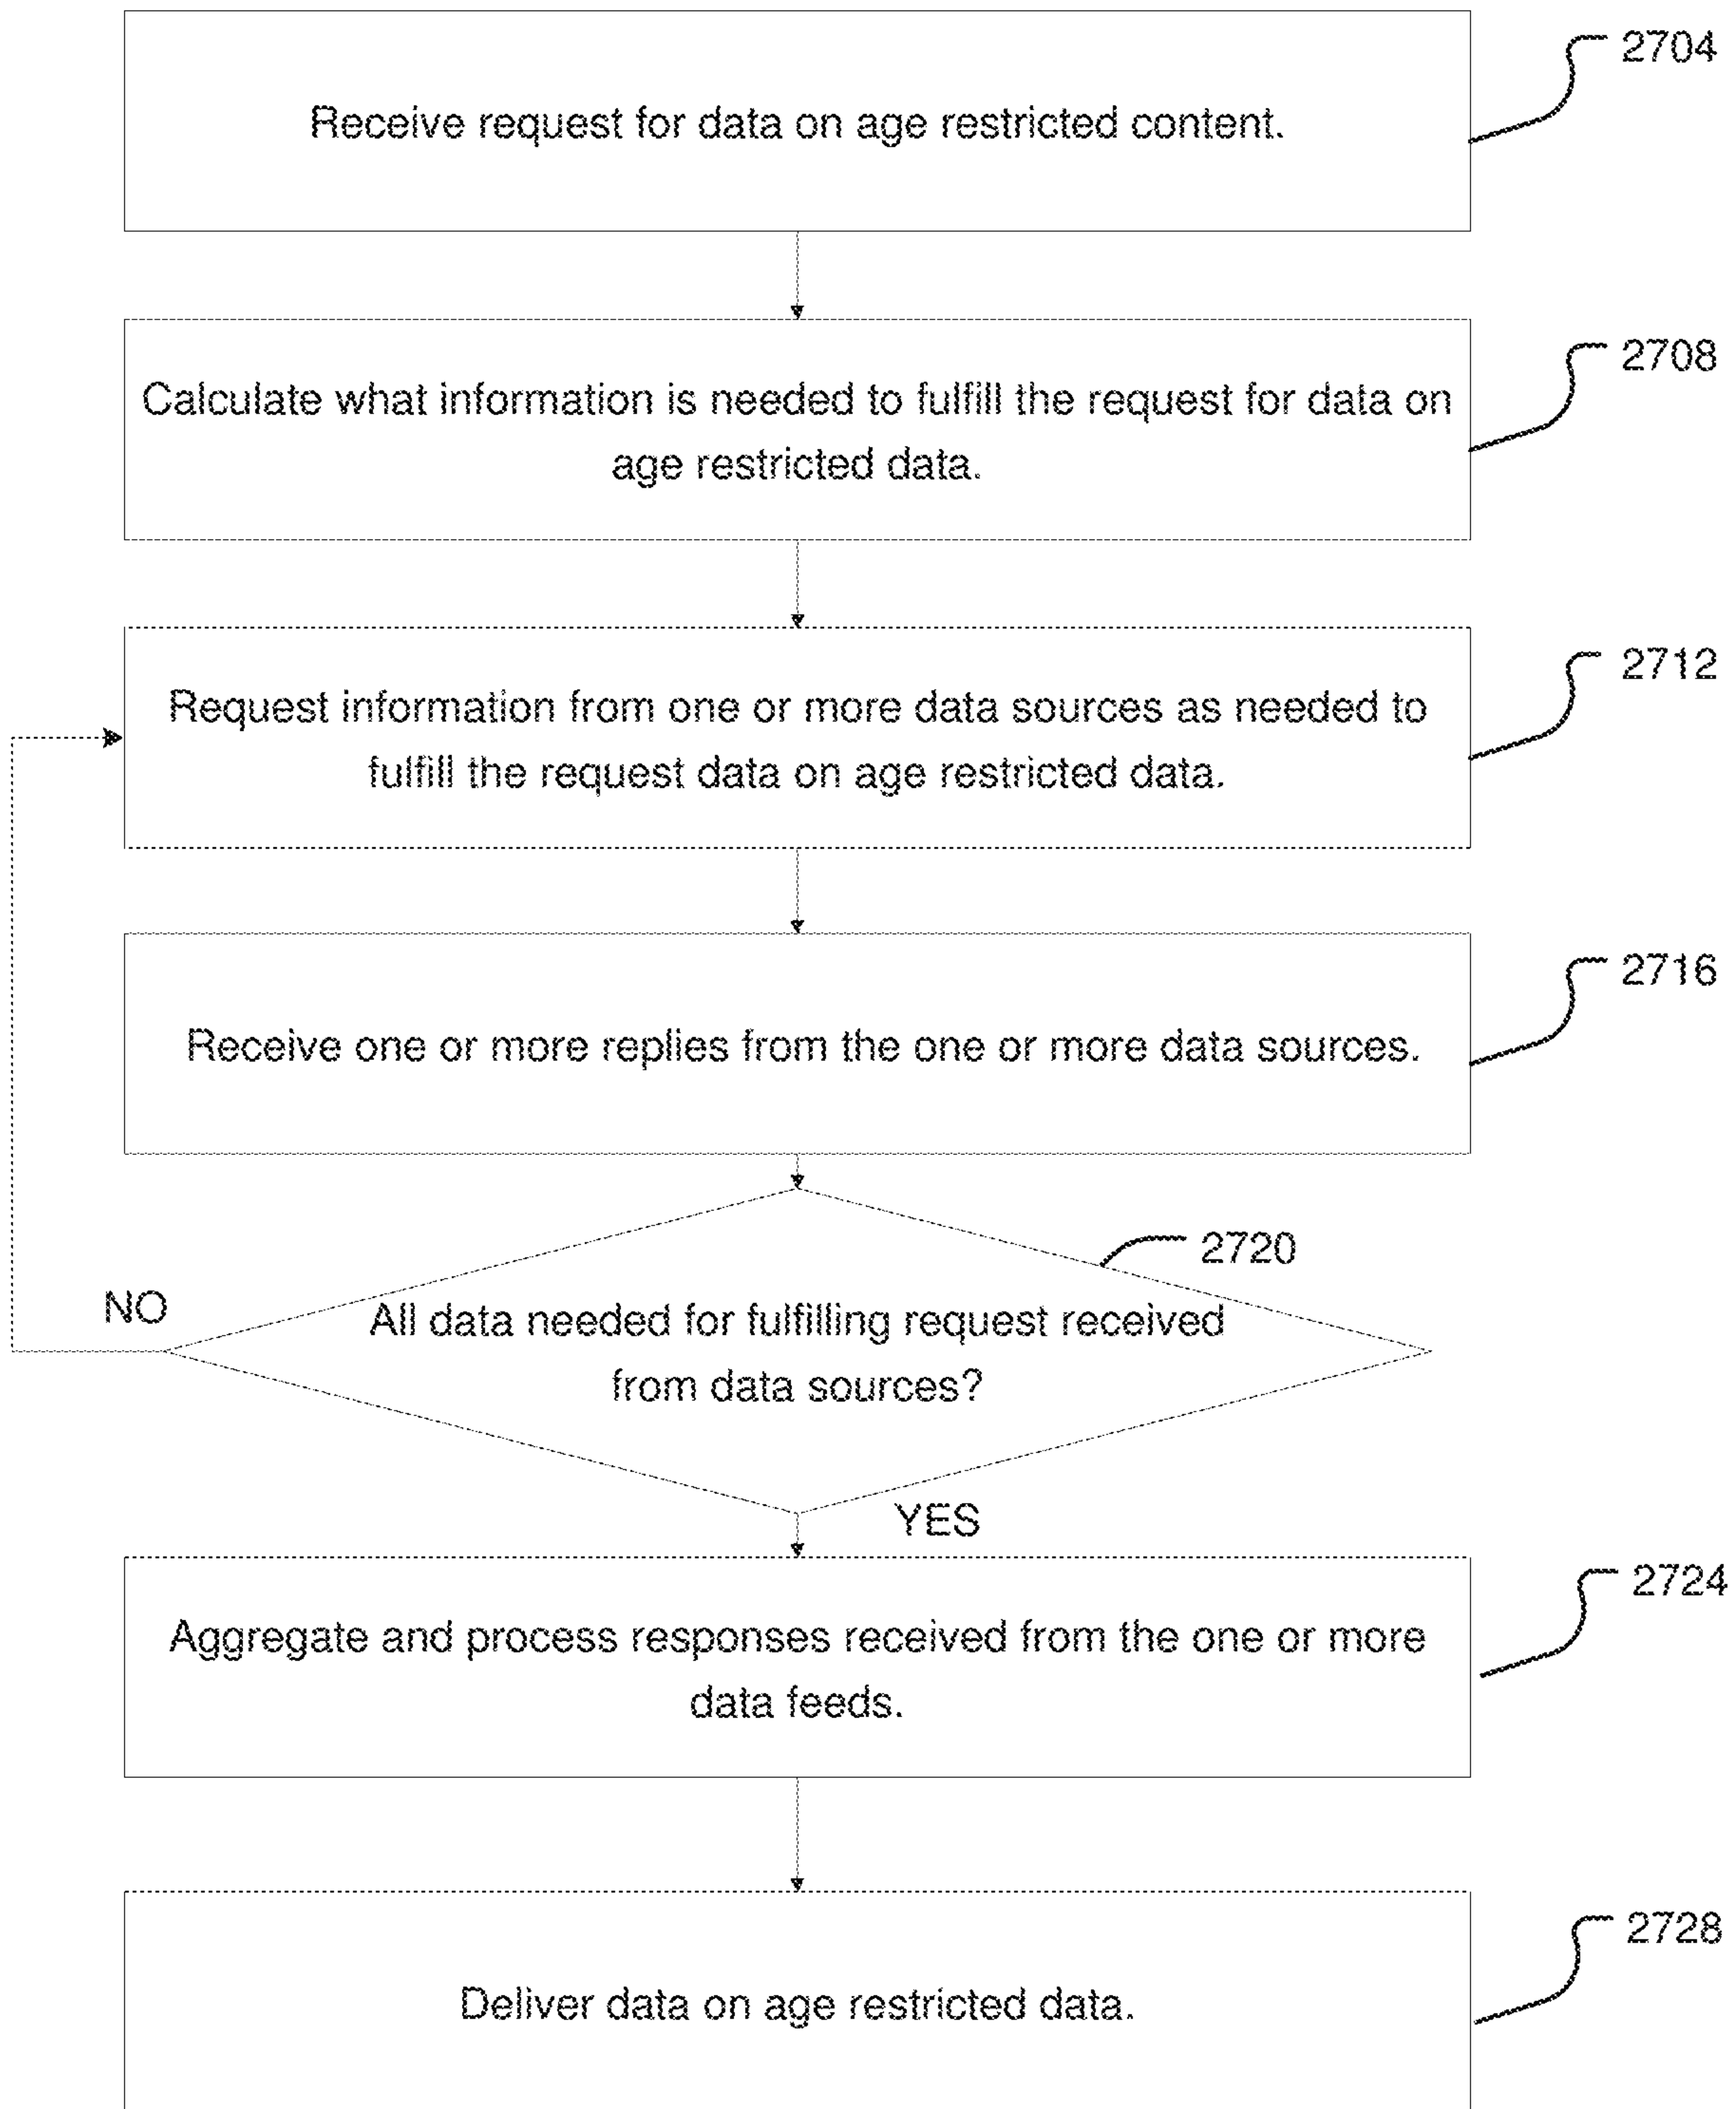 2704
Receive request for data on age restricted content.
2708
Calculate what information is needed to fulfill the request for data on
age restricted data.
2712
Request information from one or more data sources as needed to
fulfill the request data on age restricted data.
2716
Receive one or more replies from the one or more data sources.
2720
NO
All data needed for fulfilling request received
from data sources?
YES
2724
Aggregate and process responses received from the one or more
data feeds.
2728
Deliver data on age restricted data.